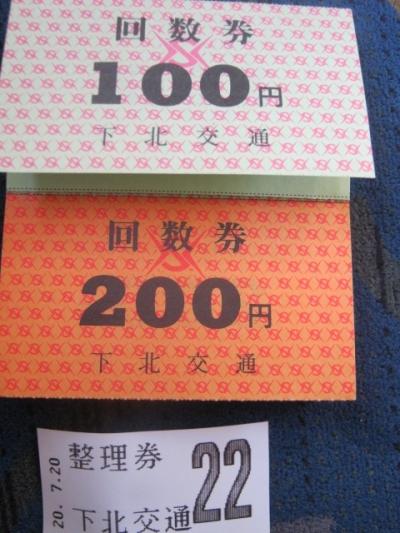 回数券
100円
下北交通
回数券
200円
下北交通
整理券
22
下北交通
20. 7.20